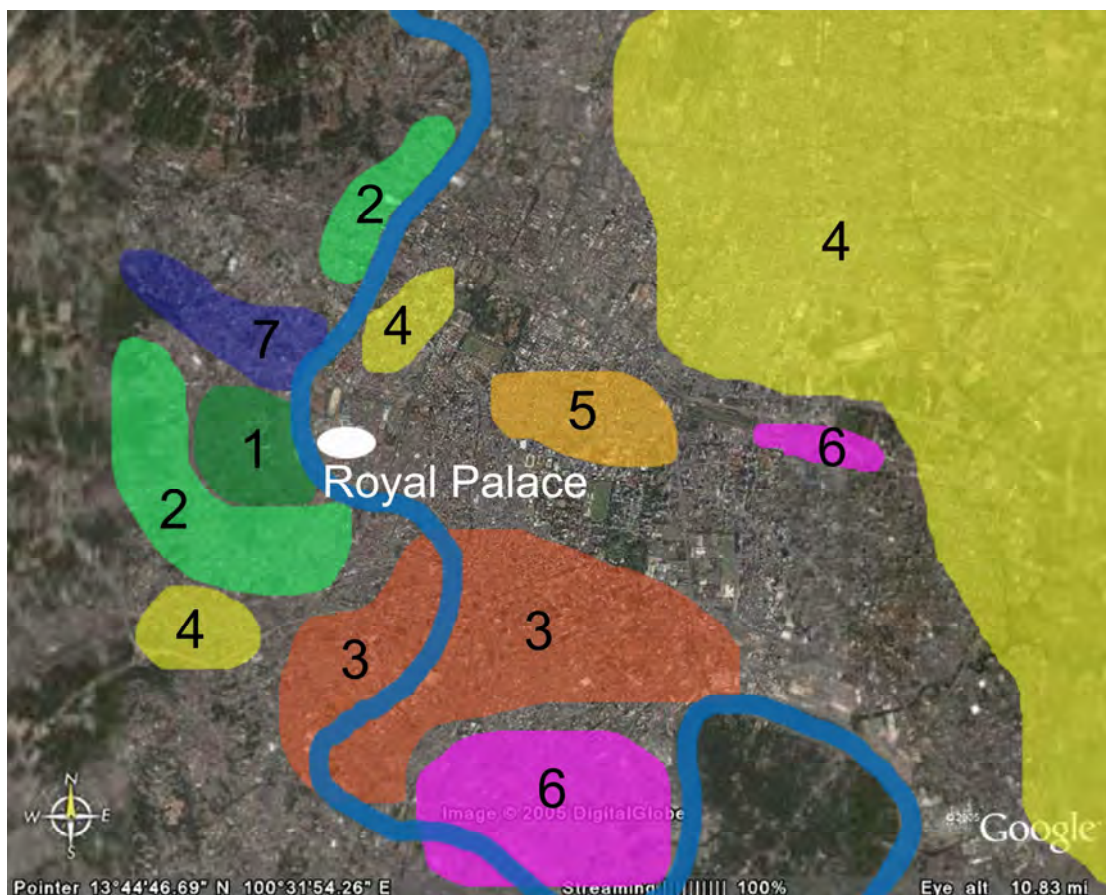 2
4
4
7
5
6
1
Royal Palace
2
4
3
3
6
Image © 2005 DigitalGlobe
N
W E
S
©2005 Google
Pointer 13°44'46.69" N 100°31'54.26" E Streaming ||||||||| 100% Eye alt 10.83 mi